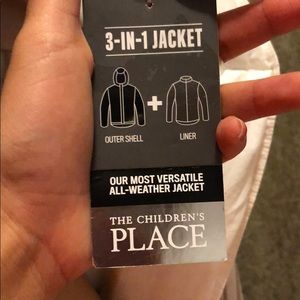 3-IN-1 JACKET
+
OUTER SHELL LINER
OUR MOST VERSATILE
ALL-WEATHER JACKET
THE CHILDREN'S
PLACE